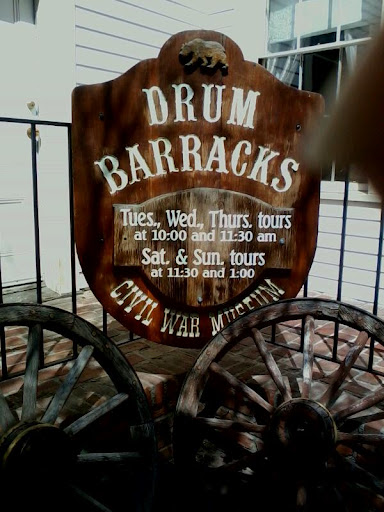 DRUM
BARRACKS
Tues., Wed., Thurs. tours
at 10:00 and 11:30 am
Sat. & Sun. tours
at 11:30 and 1:00
CIVIL WAR MUSEUM